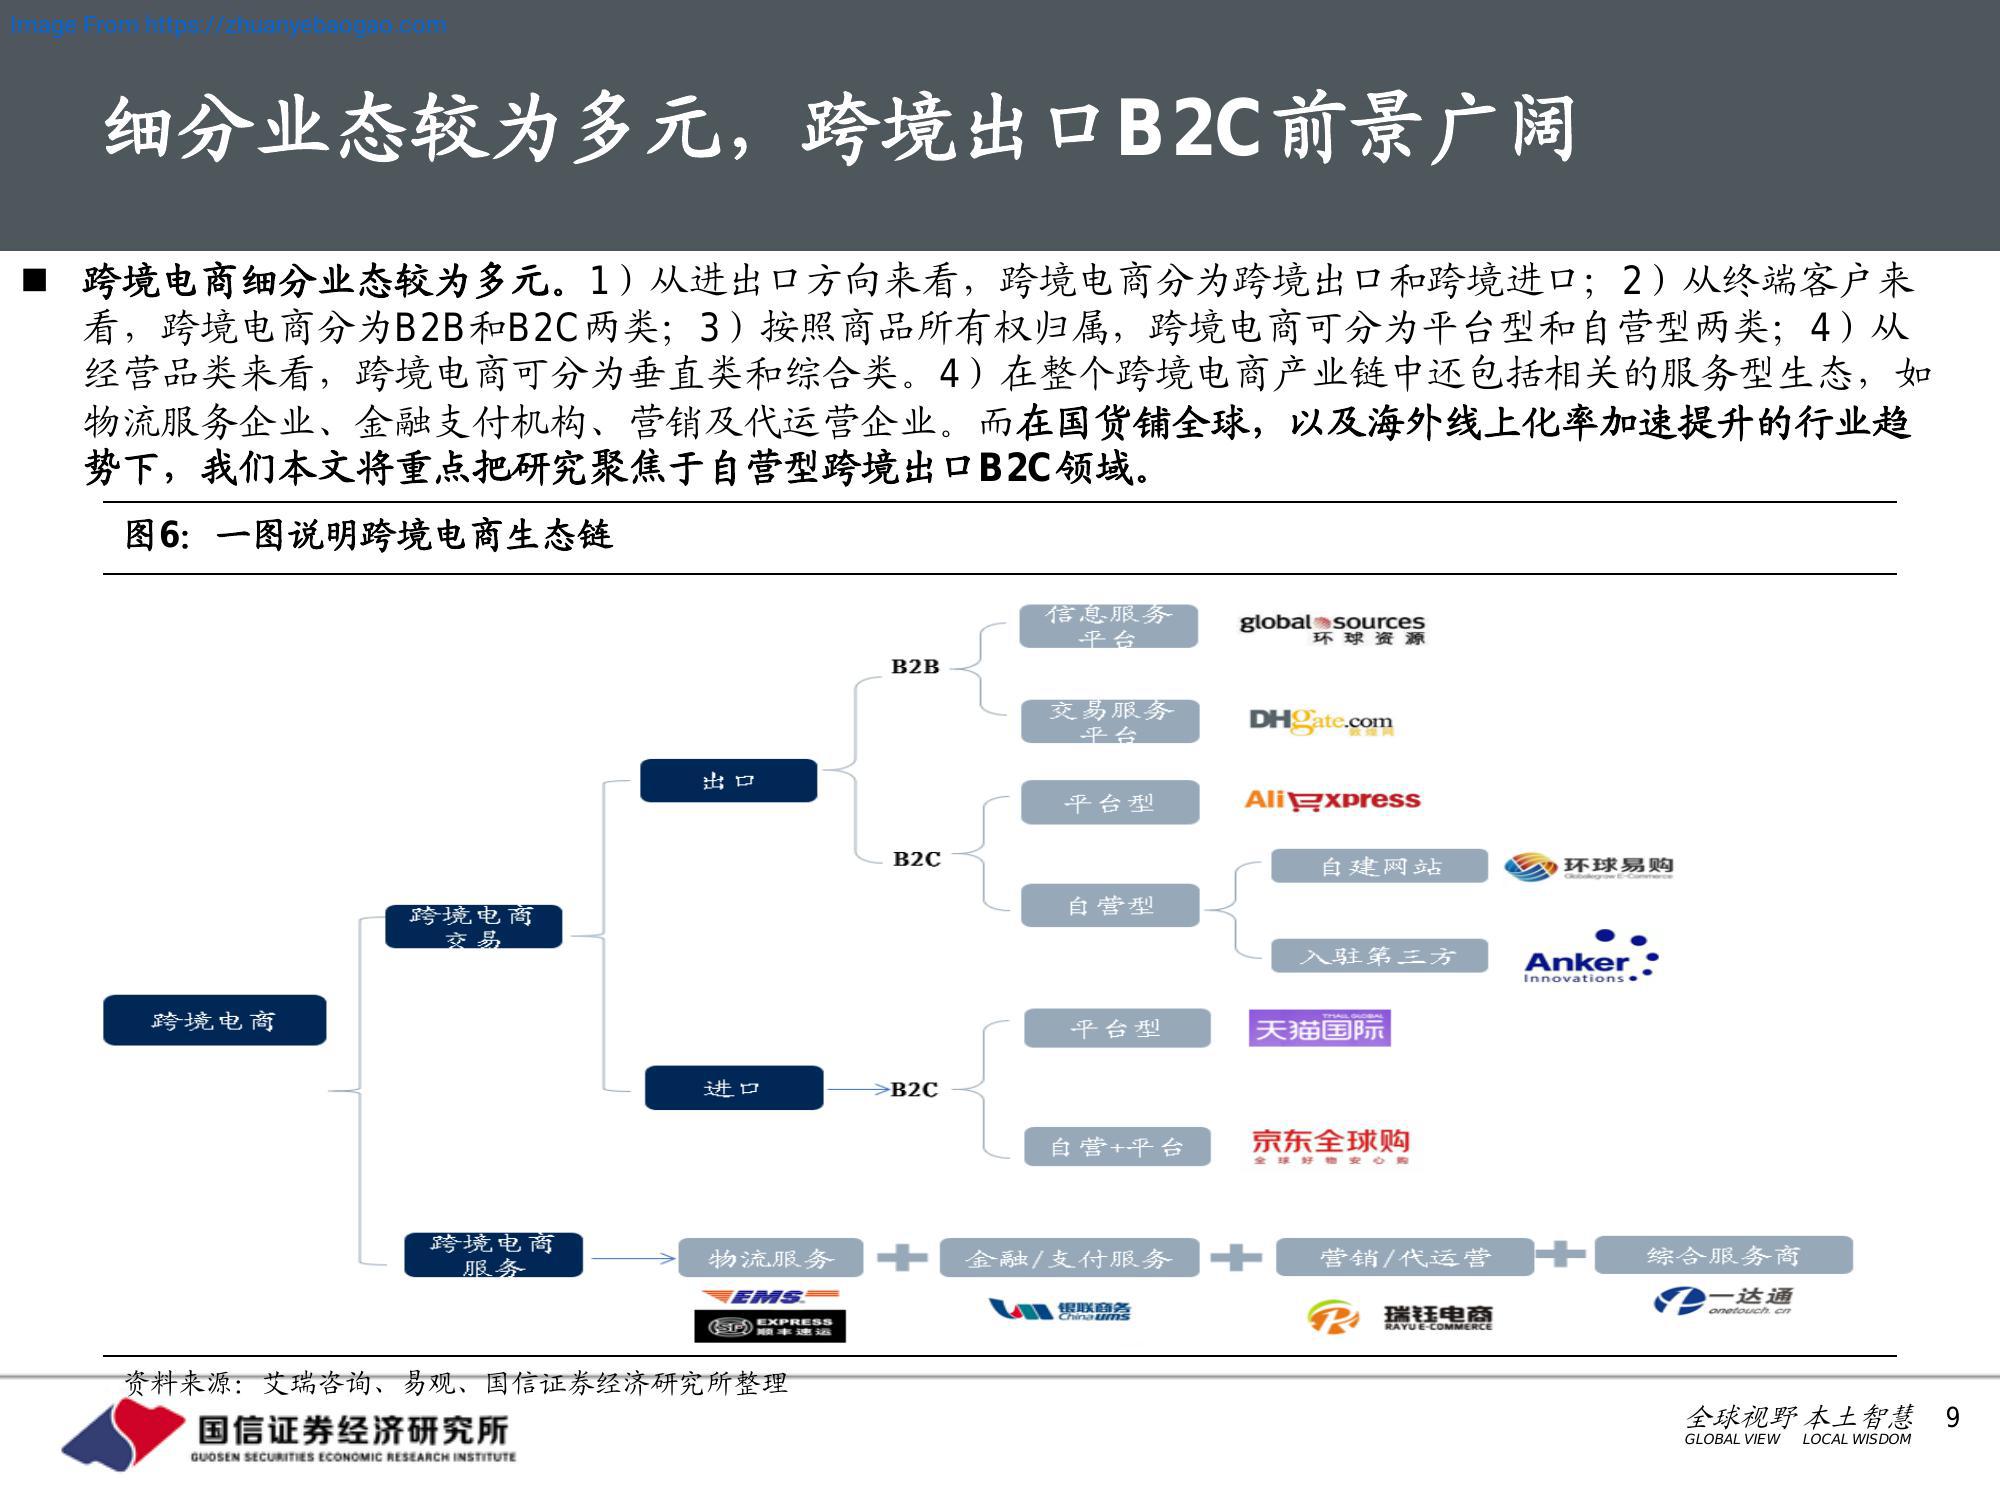 Image From https://zhuanyebaogao.com
细分业态较为多元，跨境出口B2C前景广阔
■ 跨境电商细分业态较为多元。1）从进出口方向来看，跨境电商分为跨境出口和跨境进口；2）从终端客户来
看，跨境电商分为B2B和B2C两类；3）按照商品所有权归属，跨境电商可分为平台型和自营型两类；4）从
经营品类来看，跨境电商可分为垂直类和综合类。4）在整个跨境电商产业链中还包括相关的服务型生态，如
物流服务企业、金融支付机构、营销及代运营企业。而在国货铺全球，以及海外线上化率加速提升的行业趋
势下，我们本文将重点把研究聚焦于自营型跨境出口B2C领域。
图6：一图说明跨境电商生态链
信息服务
平台
global sources
环球资源
B2B
交易服务
平台
DHgate.com
敦煌网
出口
平台型
AliExpress
B2C
自建网站
环球易购
Globalegrow E-Commerce
自营型
跨境电商
交易
入驻第三方
Anker
Innovations
跨境电商
平台型
TMALL GLOBAL
天猫国际
进口
B2C
自营+平台
京东全球购
全球好物安心购
跨境电商
服务
物流服务
金融/支付服务
营销/代运营
综合服务商
EMS
SF EXPRESS
顺丰速运
银联商务
China ums
瑞钰电商
RAYU E-COMMERCE
一达通
onetouch.cn
资料来源：艾瑞咨询、易观、国信证券经济研究所整理
国信证券经济研究所
GUOSEN SECURITIES ECONOMIC RESEARCH INSTITUTE
全球视野 本土智慧
GLOBAL VIEW LOCAL WISDOM
9